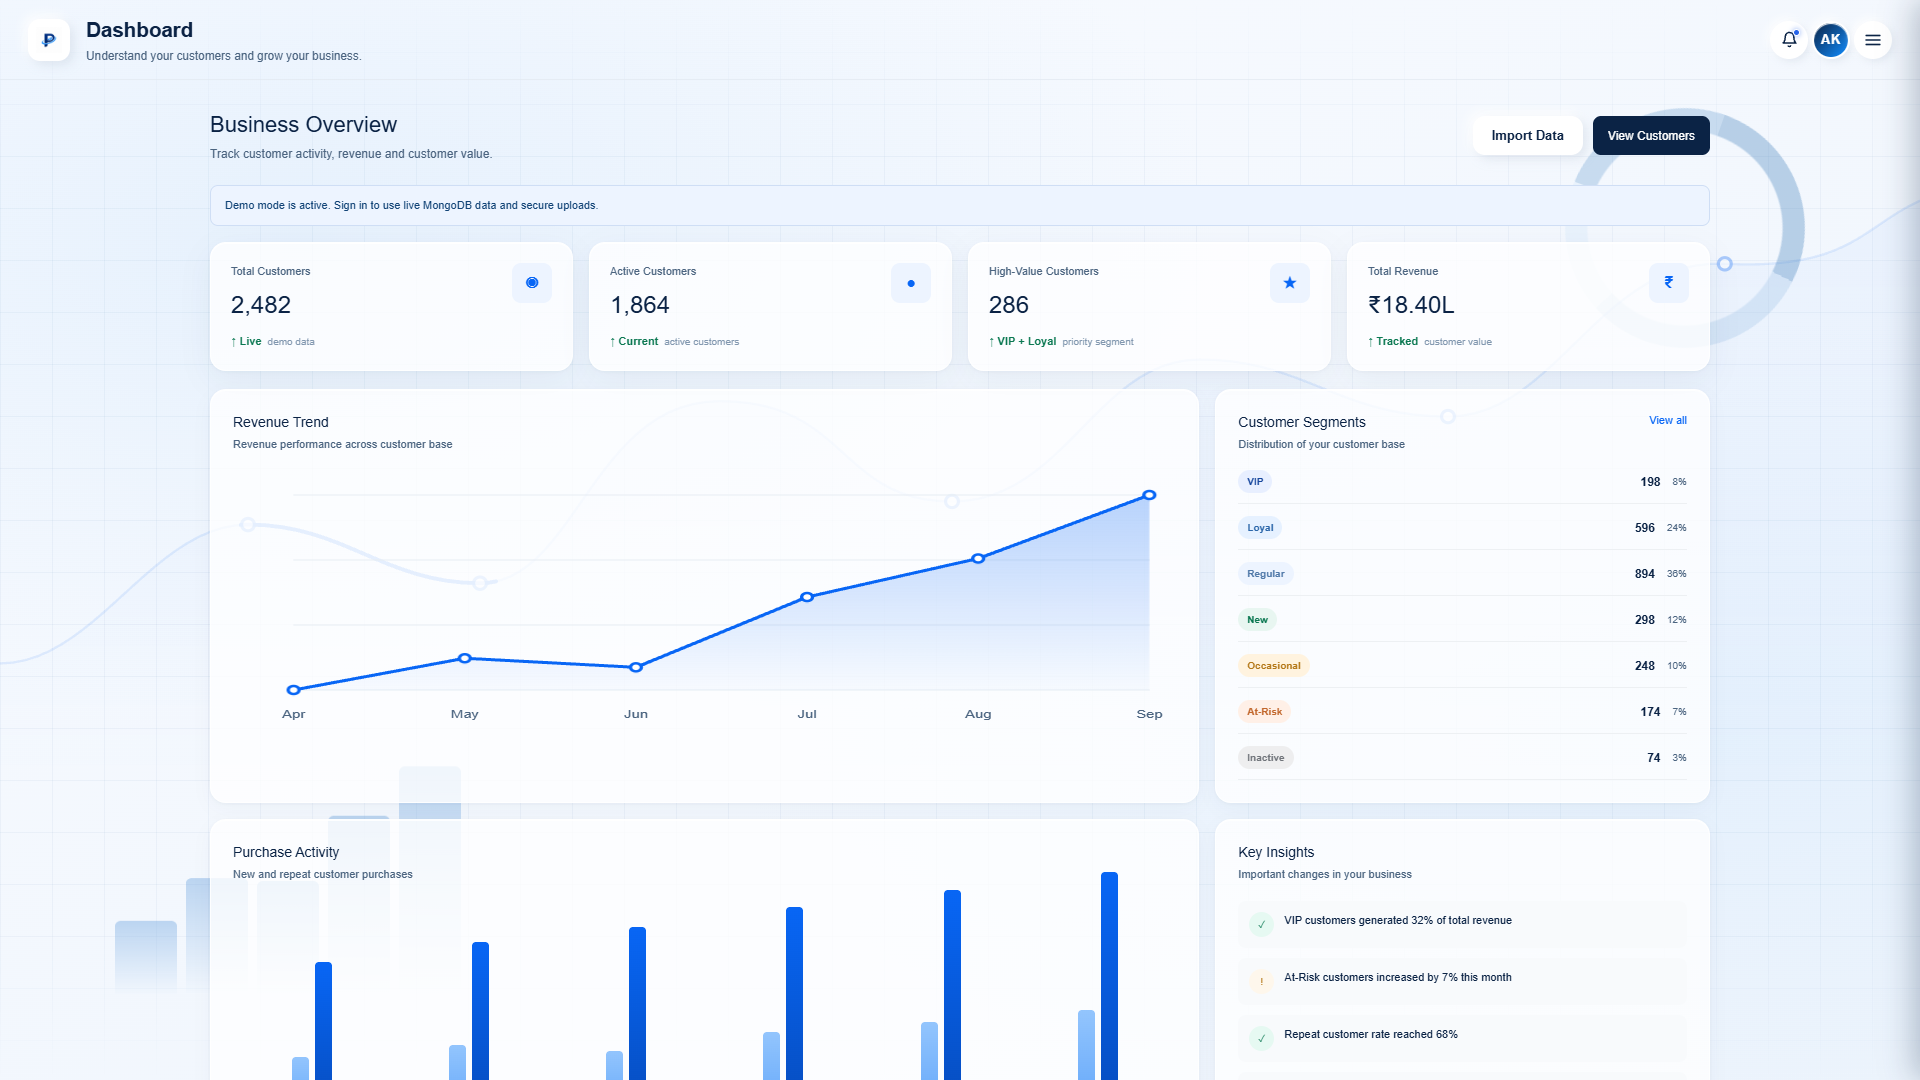 P
Dashboard
Understand your customers and grow your business.
AK
Business Overview
Track customer activity, revenue and customer value.
Import Data
View Customers
Demo mode is active. Sign in to use live MongoDB data and secure uploads.
Total Customers
2,482
↑ Live demo data
Active Customers
1,864
↑ Current active customers
High-Value Customers
286
↑ VIP + Loyal priority segment
Total Revenue
₹
₹18.40L
↑ Tracked customer value
Revenue Trend
Revenue performance across customer base
Apr May Jun Jul Aug Sep
Customer Segments
View all
Distribution of your customer base
VIP 198 8%
Loyal 596 24%
Regular 894 36%
New 298 12%
Occasional 248 10%
At-Risk 174 7%
Inactive 74 3%
Purchase Activity
New and repeat customer purchases
Key Insights
Important changes in your business
✓ VIP customers generated 32% of total revenue
! At-Risk customers increased by 7% this month
✓ Repeat customer rate reached 68%